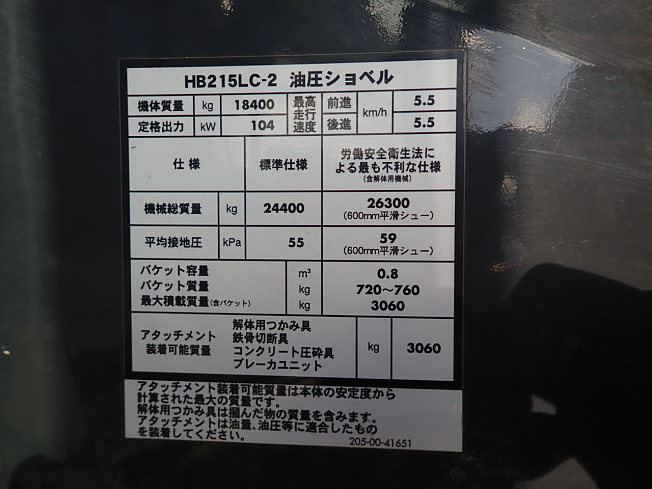 HB215LC-2 油圧ショベル
機体質量 kg 18400 最高走行速度 前進 km/h 5.5
定格出力 kW 104 後進 5.5
仕様 標準仕様 労働安全衛生法に
よる最も不利な仕様
(含解体用機械)
機械総質量 kg 24400 26300
(600mm平滑シュー)
平均接地圧 kPa 55 59
(600mm平滑シュー)
バケット容量 m³ 0.8
バケット質量 kg 720～760
最大積載質量(含バケット) kg 3060
アタッチメント
装着可能質量
解体用つかみ具
鉄骨切断具
コンクリート圧砕具
ブレーカユニット
kg 3060
アタッチメント装着可能質量は本体の安定度から
計算された最大の質量です。
解体用つかみ具は掴んだ物の質量を含みます。
アタッチメントは油量、油圧等に適合したもの
を装着してください。 205-00-41651